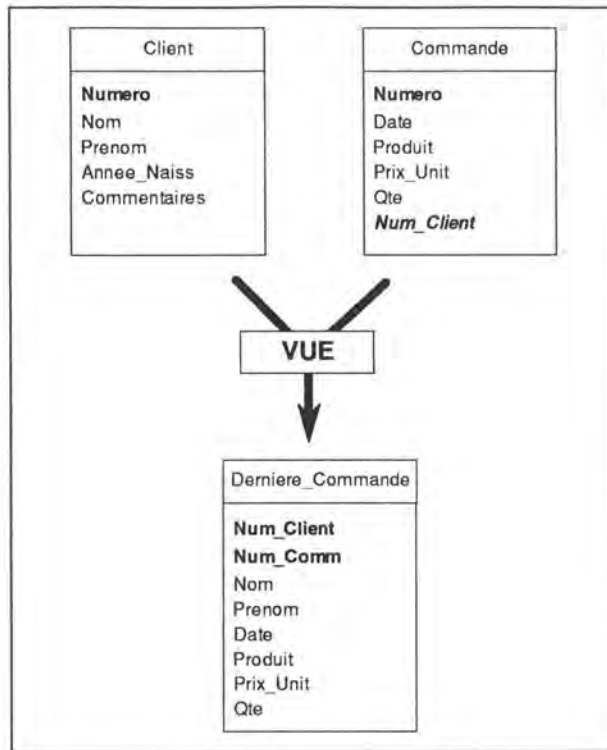 Client
Numero
Nom
Prenom
Annee_Naiss
Commentaires
Commande
Numero
Date
Produit
Prix_Unit
Qte
Num_Client
VUE
Derniere_Commande
Num_Client
Num_Comm
Nom
Prenom
Date
Produit
Prix_Unit
Qte